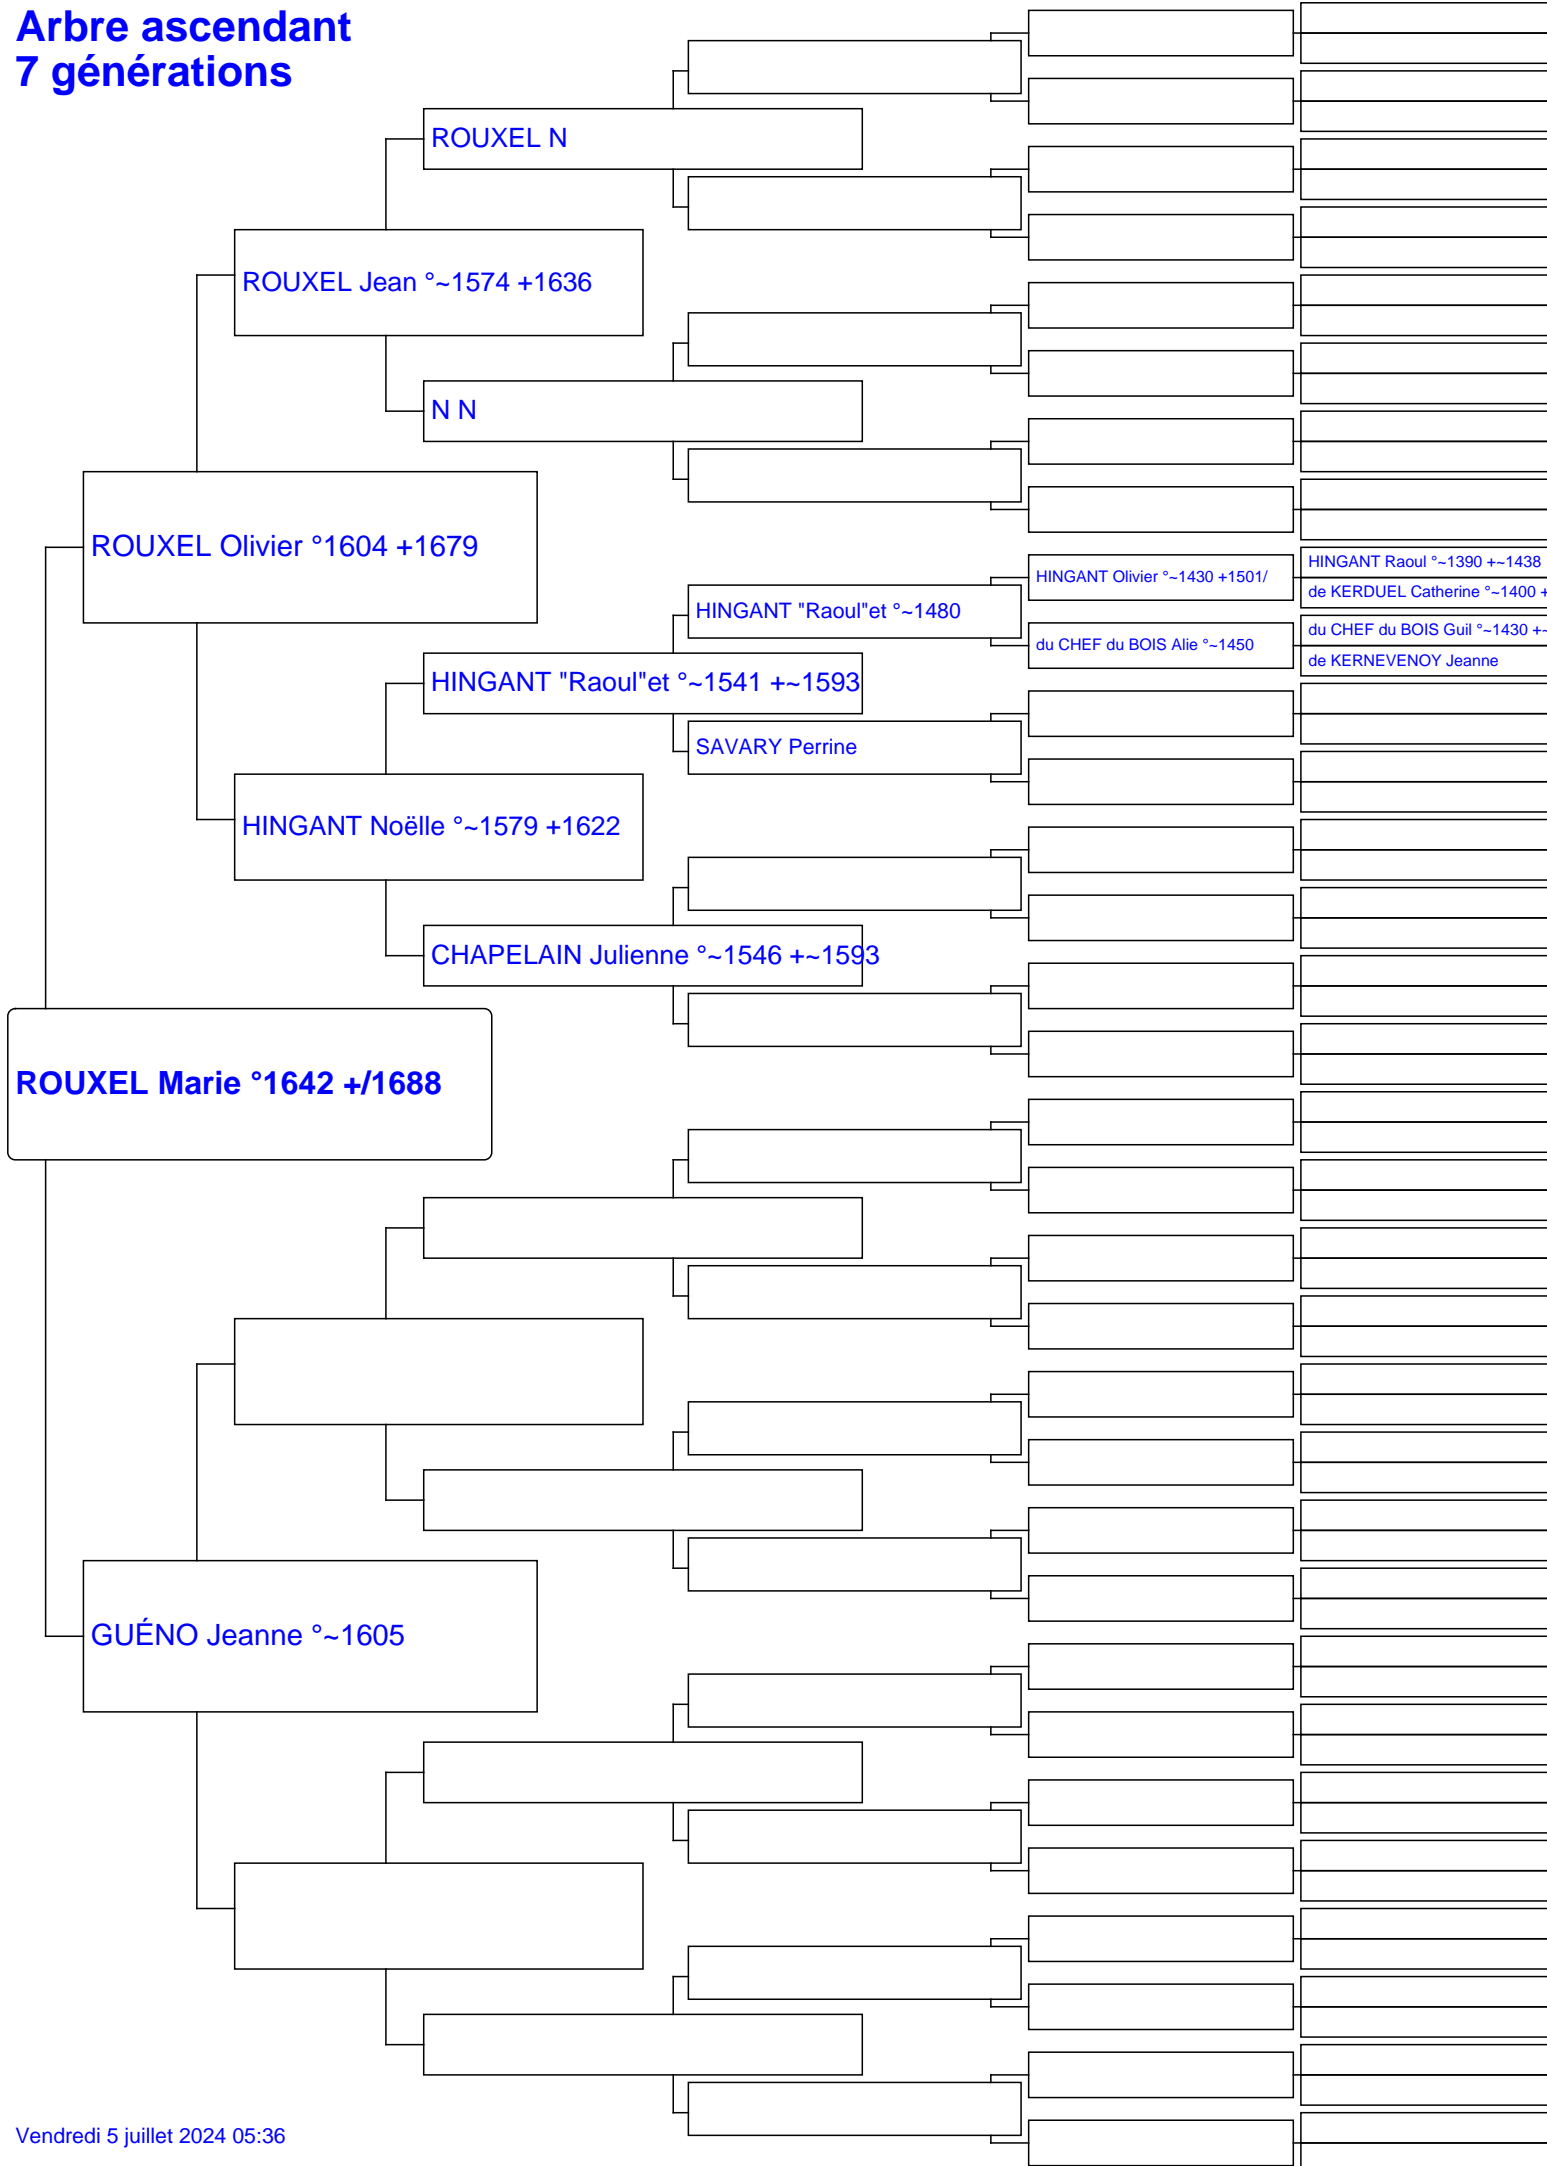 Arbre ascendant
7 générations
ROUXEL N
ROUXEL Jean °~1574 +1636
N N
ROUXEL Olivier °1604 +1679
HINGANT Raoul °~1390 +~1438
HINGANT Olivier °~1430 +1501/
de KERDUEL Catherine °~1400 +
HINGANT "Raoul"et °~1480
du CHEF du BOIS Guil °~1430 +~
du CHEF du BOIS Alie °~1450
de KERNEVENOY Jeanne
HINGANT "Raoul"et °~1541 +~1593
SAVARY Perrine
HINGANT Noëlle °~1579 +1622
CHAPELAIN Julienne °~1546 +~1593
ROUXEL Marie °1642 +/1688
GUÉNO Jeanne °~1605
Vendredi 5 juillet 2024 05:36